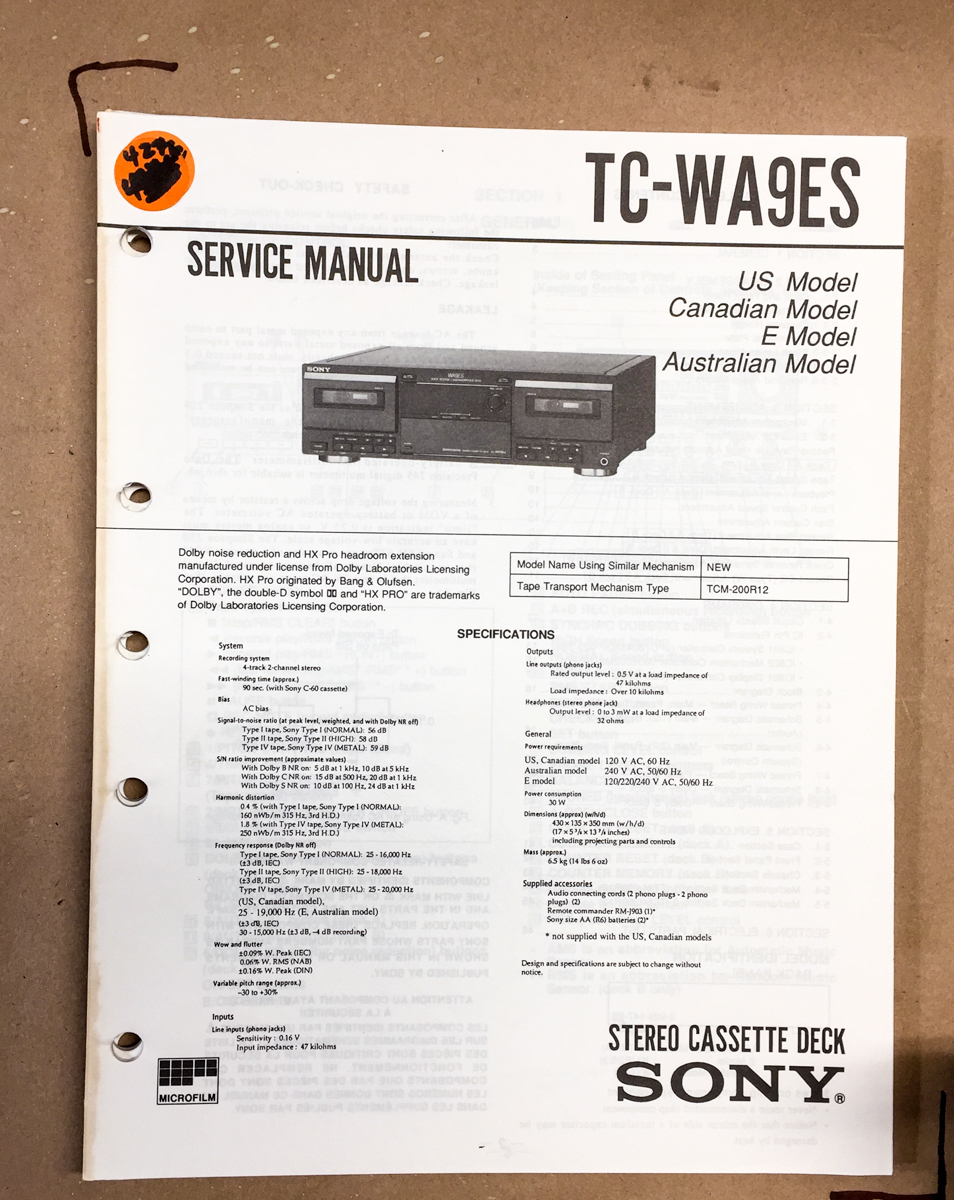 TC-WA9ES
SERVICE MANUAL
US Model
Canadian Model
E Model
Australian Model
SONY
WA9ES
Dolby noise reduction and HX Pro headroom extension
manufactured under license from Dolby Laboratories Licensing
Corporation. HX Pro originated by Bang & Olufsen.
“DOLBY”, the double-D symbol and “HX PRO” are trademarks
of Dolby Laboratories Licensing Corporation.
Model Name Using Similar Mechanism NEW
Tape Transport Mechanism Type TCM-200R12
SPECIFICATIONS
System
Recording system
4-track 2-channel stereo
Fast-winding time (approx.)
90 sec. (with Sony C-60 cassette)
Bias
AC bias
Signal-to-noise ratio (at peak level, weighted, and with Dolby NR off)
Type I tape, Sony Type I (NORMAL): 56 dB
Type II tape, Sony Type II (HIGH): 58 dB
Type IV tape, Sony Type IV (METAL): 59 dB
S/N ratio improvement (approximate values)
With Dolby B NR on: 5 dB at 1 kHz, 10 dB at 5 kHz
With Dolby C NR on: 15 dB at 500 Hz, 20 dB at 1 kHz
With Dolby S NR on: 10 dB at 100 Hz, 24 dB at 1 kHz
Harmonic distortion
0.4 % (with Type I tape, Sony Type I (NORMAL):
160 nWb/m 315 Hz, 3rd H.D.)
1.8 % (with Type IV tape, Sony Type IV (METAL):
250 nWb/m 315 Hz, 3rd H.D.)
Frequency response (Dolby NR off)
Type I tape, Sony Type I (NORMAL): 25 - 16,000 Hz
(±3 dB, IEC)
Type II tape, Sony Type II (HIGH): 25 - 18,000 Hz
(±3 dB, IEC)
Type IV tape, Sony Type IV (METAL): 25 - 20,000 Hz
(US, Canadian model),
25 - 19,000 Hz (E, Australian model)
(±3 dB, IEC)
30 - 15,000 Hz (±3 dB, –4 dB recording)
Wow and flutter
±0.09% W. Peak (IEC)
0.06% W. RMS (NAB)
±0.16% W. Peak (DIN)
Variable pitch range (approx.)
–30 to +30%
Inputs
Line inputs (phono jacks)
Sensitivity : 0.16 V
Input impedance : 47 kilohms
Outputs
Line outputs (phono jacks)
Rated output level : 0.5 V at a load impedance of
47 kilohms
Load impedance : Over 10 kilohms
Headphones (stereo phone jack)
Output level : 0 to 3 mW at a load impedance of
32 ohms
General
Power requirements
US, Canadian model 120 V AC, 60 Hz
Australian model 240 V AC, 50/60 Hz
E model 120/220/240 V AC, 50/60 Hz
Power consumption
30 W
Dimensions (approx) (w/h/d)
430 × 135 × 350 mm (w/h/d)
(17 × 5 3/8 × 13 7/8 inches)
including projecting parts and controls
Mass (approx.)
6.5 kg (14 lbs 6 oz)
Supplied accessories
Audio connecting cords (2 phono plugs - 2 phono
plugs) (2)
Remote commander RM-J903 (1)*
Sony size AA (R6) batteries (2)*
* not supplied with the US, Canadian models
Design and specifications are subject to change without
notice.
MICROFILM
STEREO CASSETTE DECK
SONY®